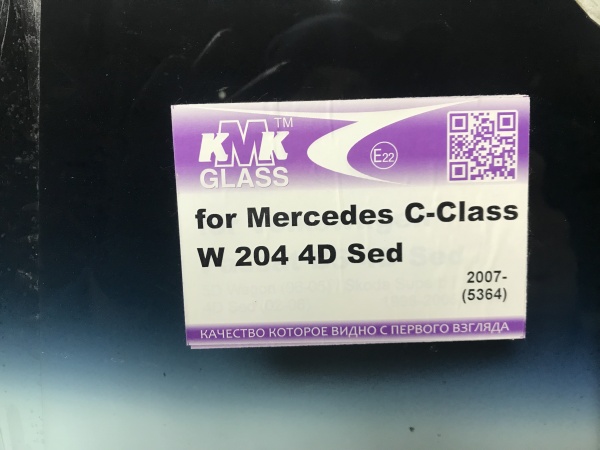 KMK™
GLASS
E22
for Mercedes C-Class
W 204 4D Sed
2007-
(5364)
КАЧЕСТВО КОТОРОЕ ВИДНО С ПЕРВОГО ВЗГЛЯДА